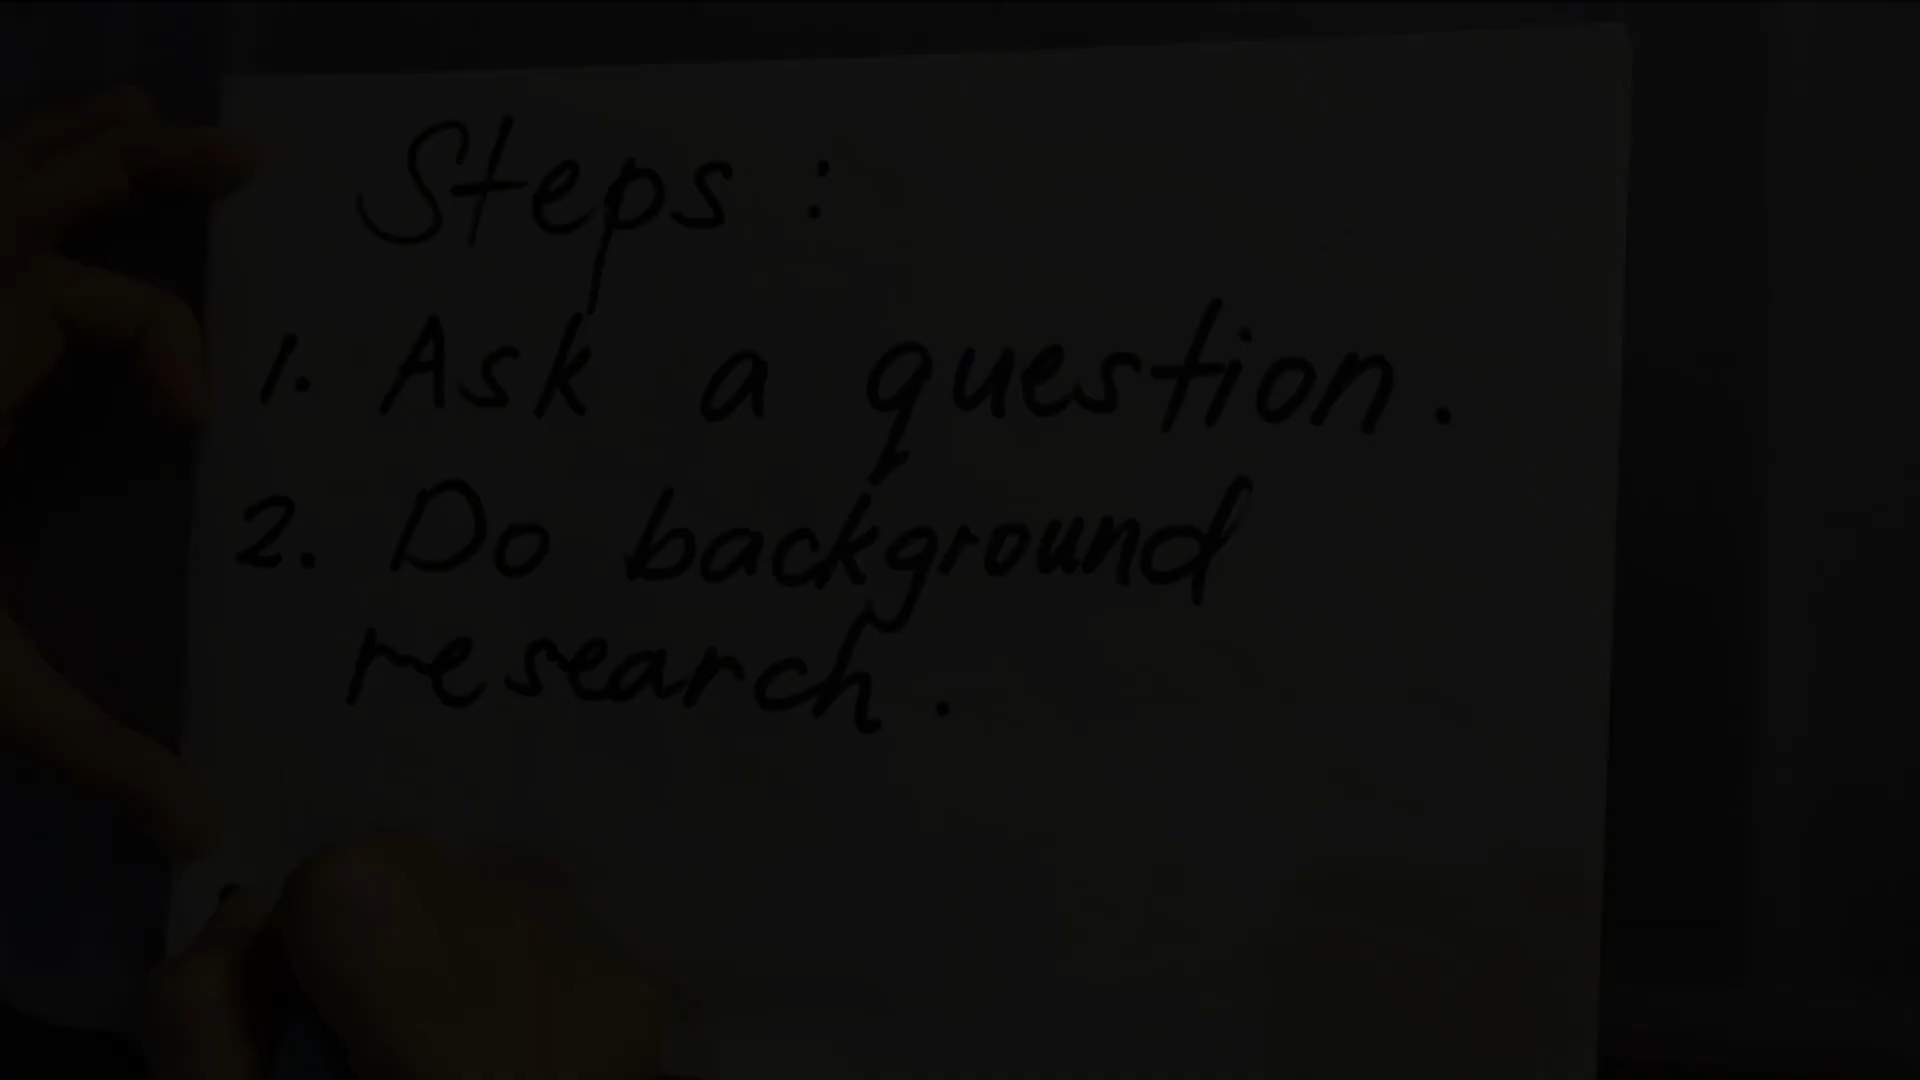 Steps :
1. Ask a question.
2. Do background
research.